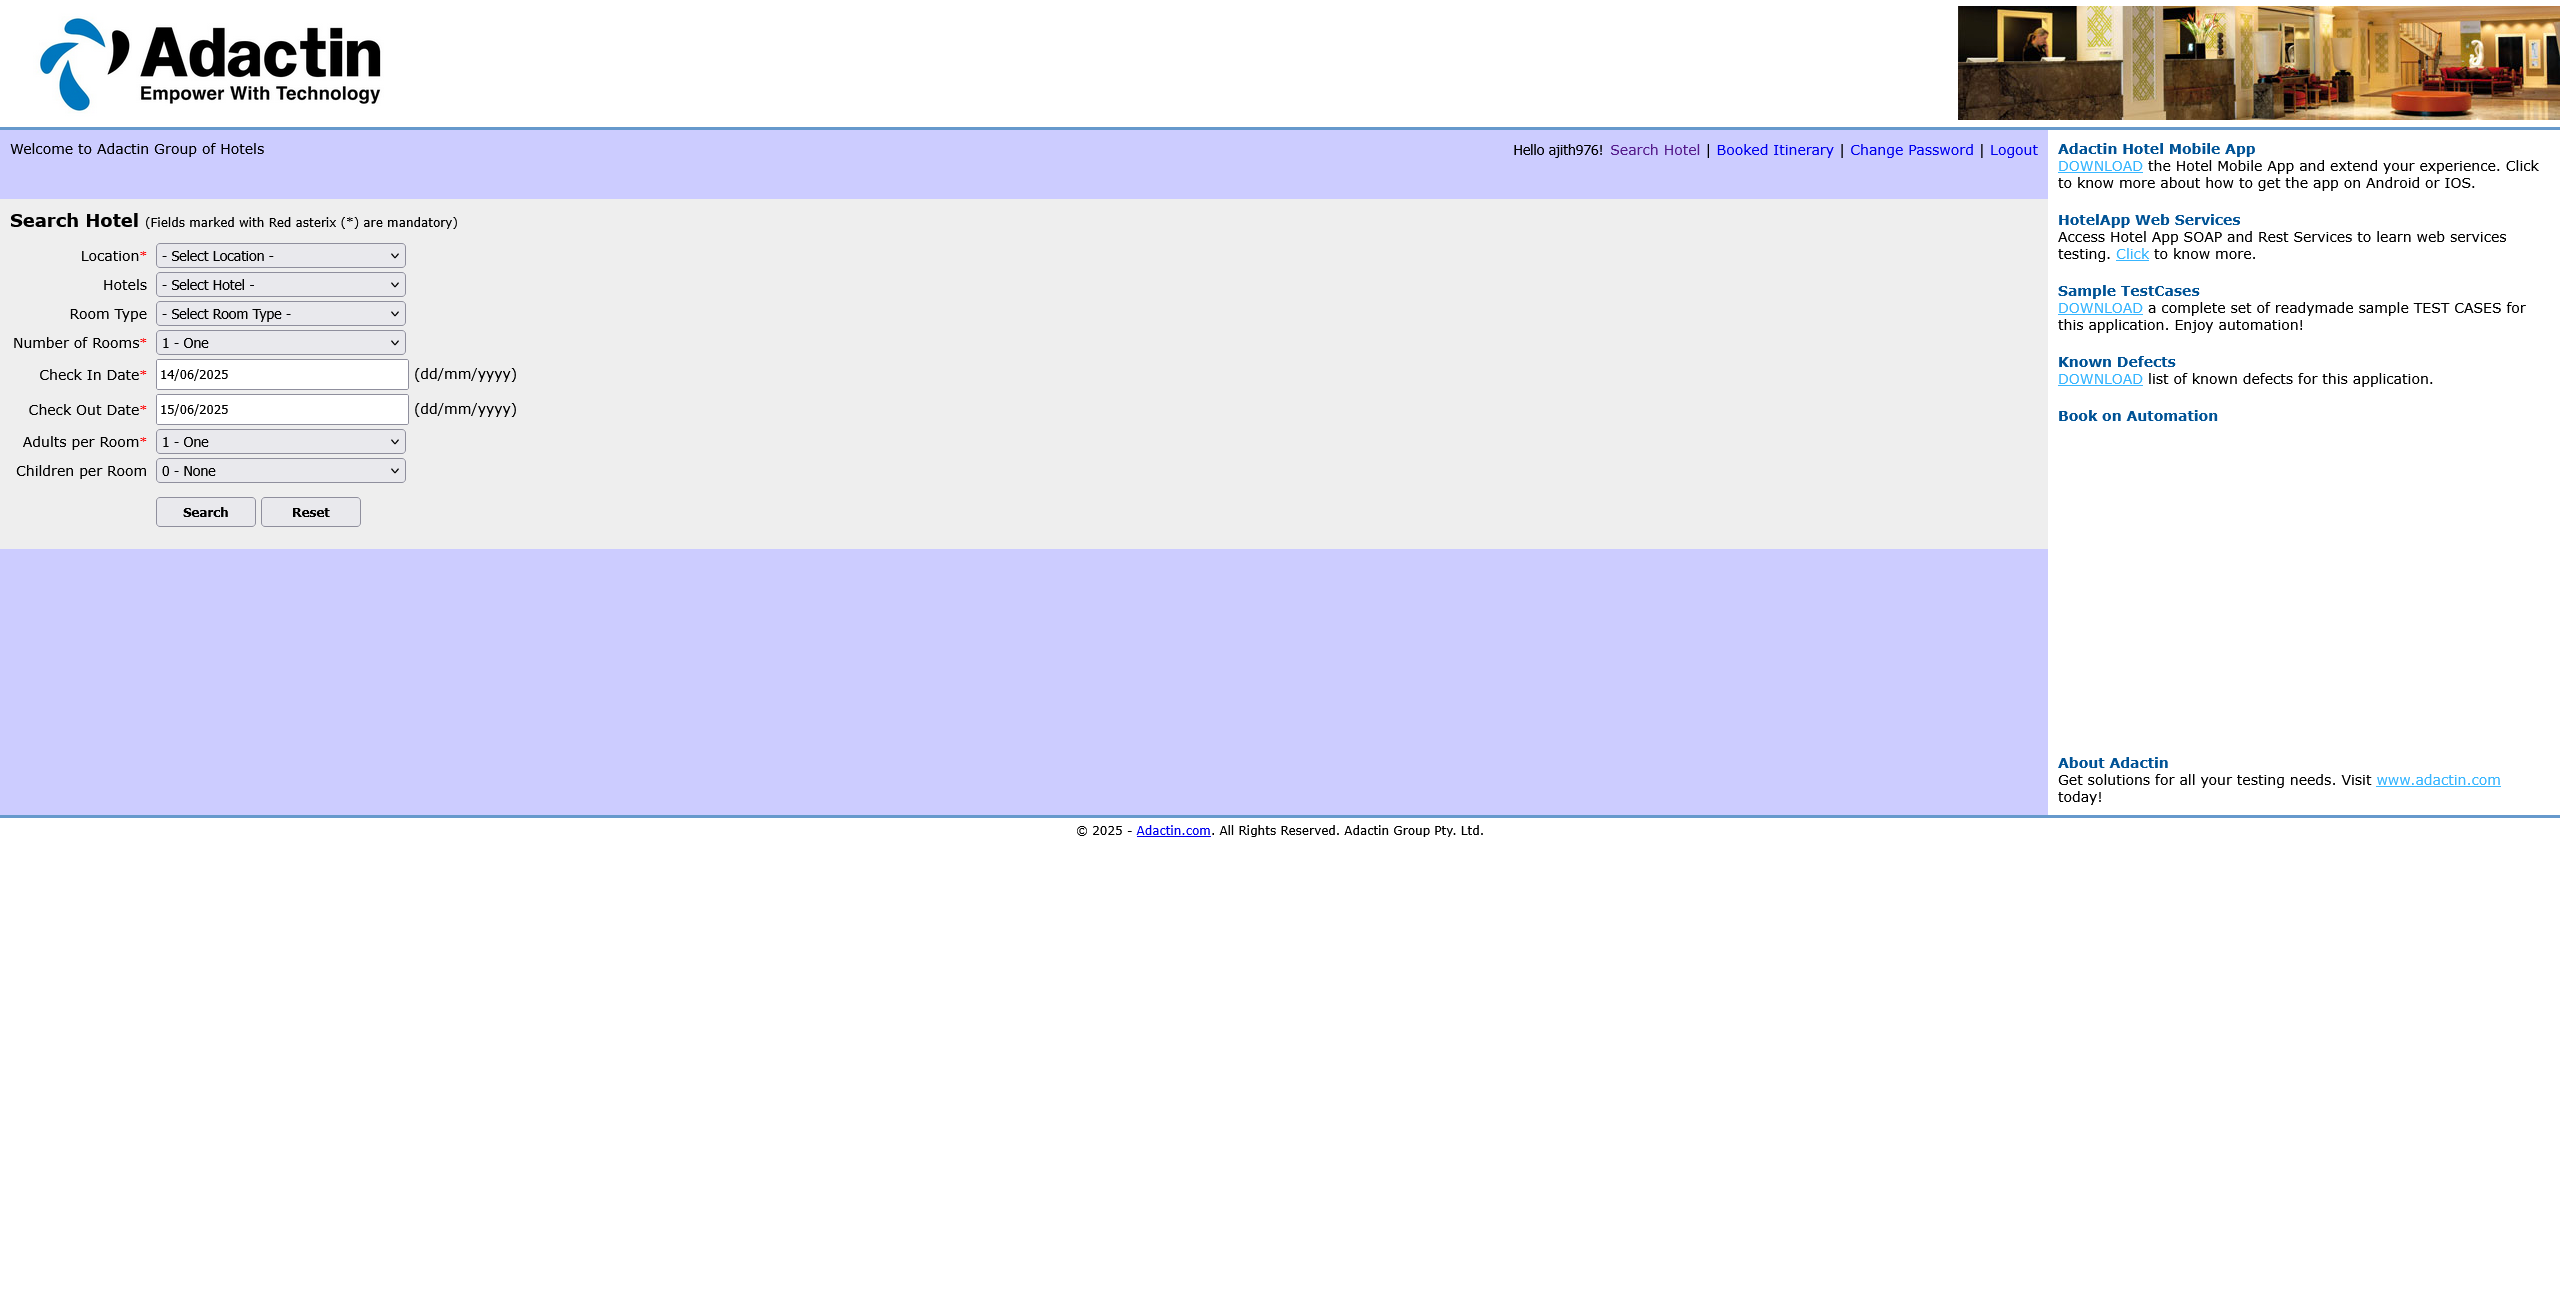 Adactin
Empower With Technology
Welcome to Adactin Group of Hotels
Hello ajith976! Search Hotel | Booked Itinerary | Change Password | Logout
Search Hotel (Fields marked with Red asterix (*) are mandatory)
Location* - Select Location -
Hotels - Select Hotel -
Room Type - Select Room Type -
Number of Rooms* 1 - One
Check In Date* 14/06/2025 (dd/mm/yyyy)
Check Out Date* 15/06/2025 (dd/mm/yyyy)
Adults per Room* 1 - One
Children per Room 0 - None
Search Reset
Adactin Hotel Mobile App
DOWNLOAD the Hotel Mobile App and extend your experience. Click
to know more about how to get the app on Android or IOS.
HotelApp Web Services
Access Hotel App SOAP and Rest Services to learn web services
testing. Click to know more.
Sample TestCases
DOWNLOAD a complete set of readymade sample TEST CASES for
this application. Enjoy automation!
Known Defects
DOWNLOAD list of known defects for this application.
Book on Automation
About Adactin
Get solutions for all your testing needs. Visit www.adactin.com
today!
© 2025 - Adactin.com. All Rights Reserved. Adactin Group Pty. Ltd.